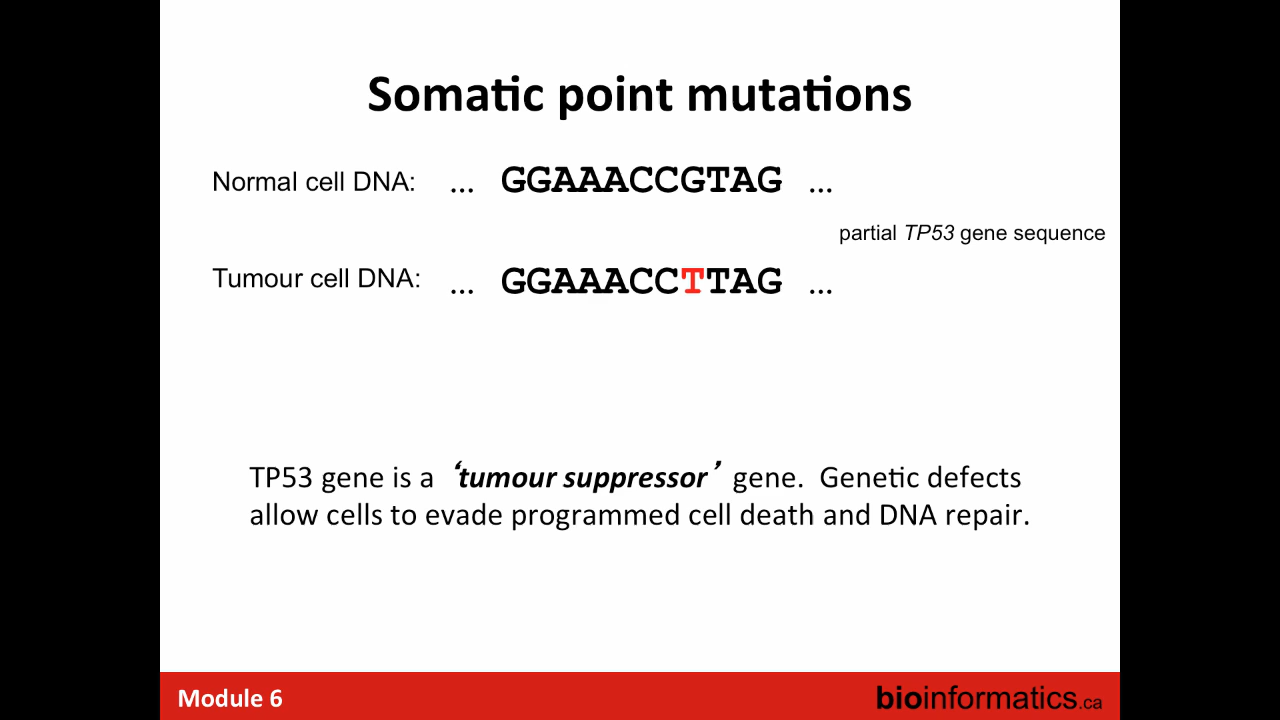 Somatic point mutations
Normal cell DNA: ... GGAAACCGTAG ...
partial TP53 gene sequence
Tumour cell DNA: ... GGAAACCTTAG ...
TP53 gene is a ‘tumour suppressor’ gene. Genetic defects
allow cells to evade programmed cell death and DNA repair.
Module 6
bioinformatics.ca